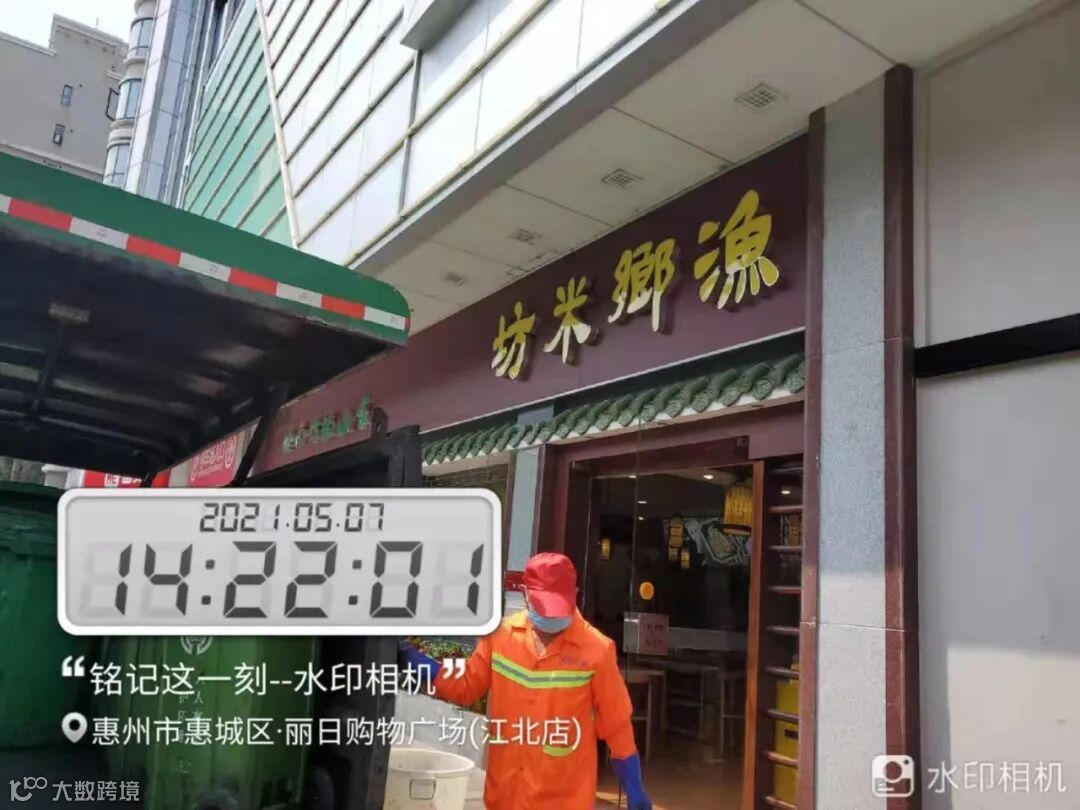 坊米鄉漁
2021.05.07
14:22:01
“铭记这一刻--水印相机”
惠州市惠城区·丽日购物广场(江北店)
水印相机
大数跨境